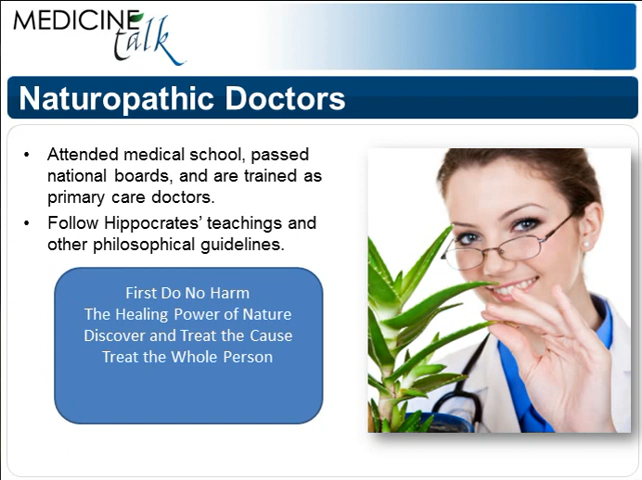 MEDICINE
talk
Naturopathic Doctors
• Attended medical school, passed
national boards, and are trained as
primary care doctors.
• Follow Hippocrates’ teachings and
other philosophical guidelines.
First Do No Harm
The Healing Power of Nature
Discover and Treat the Cause
Treat the Whole Person